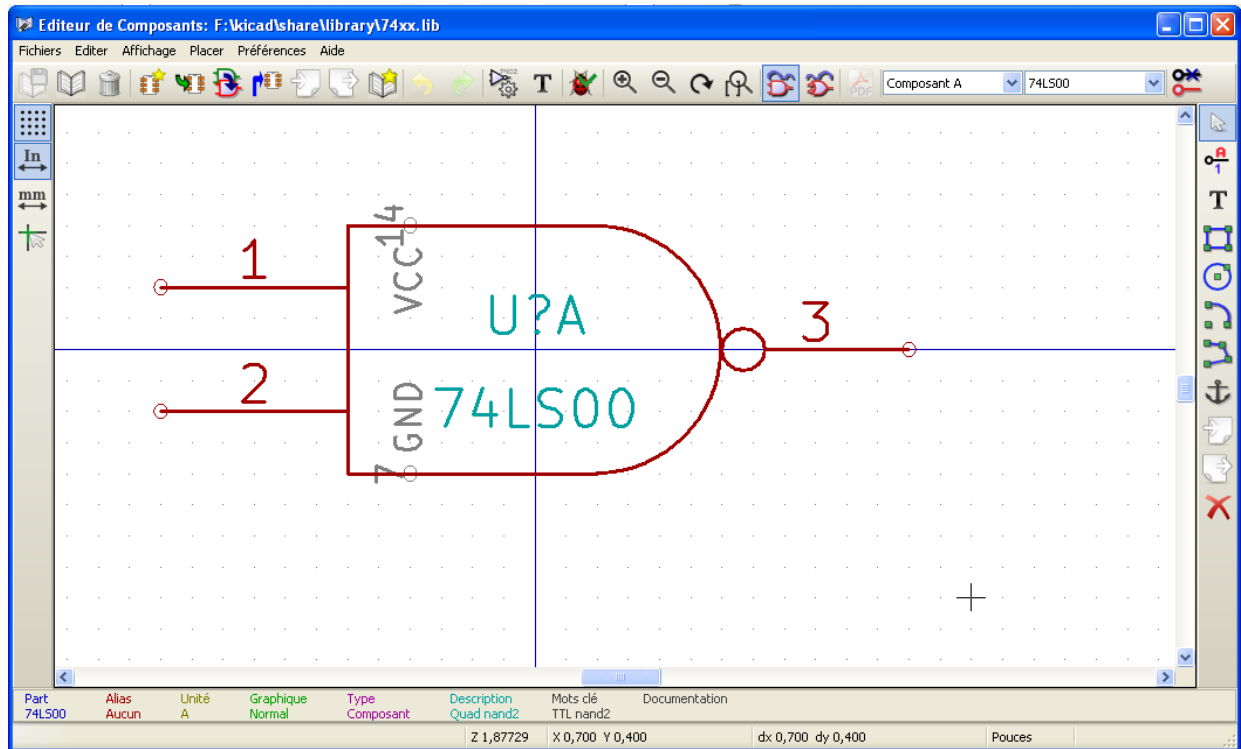 Editeur de Composants: F:\kicad\share\library\74xx.lib
Fichiers Editer Affichage Placer Préférences Aide
T PDF Composant A 74LS00
In
mm
A
1
T
1
VCC 14
U?A
3
2
GND 7
74LS00
Part Alias Unité Graphique Type Description Mots clé Documentation
74LS00 Aucun A Normal Composant Quad nand2 TTL nand2
Z 1,87729 X 0,700 Y 0,400 dx 0,700 dy 0,400 Pouces